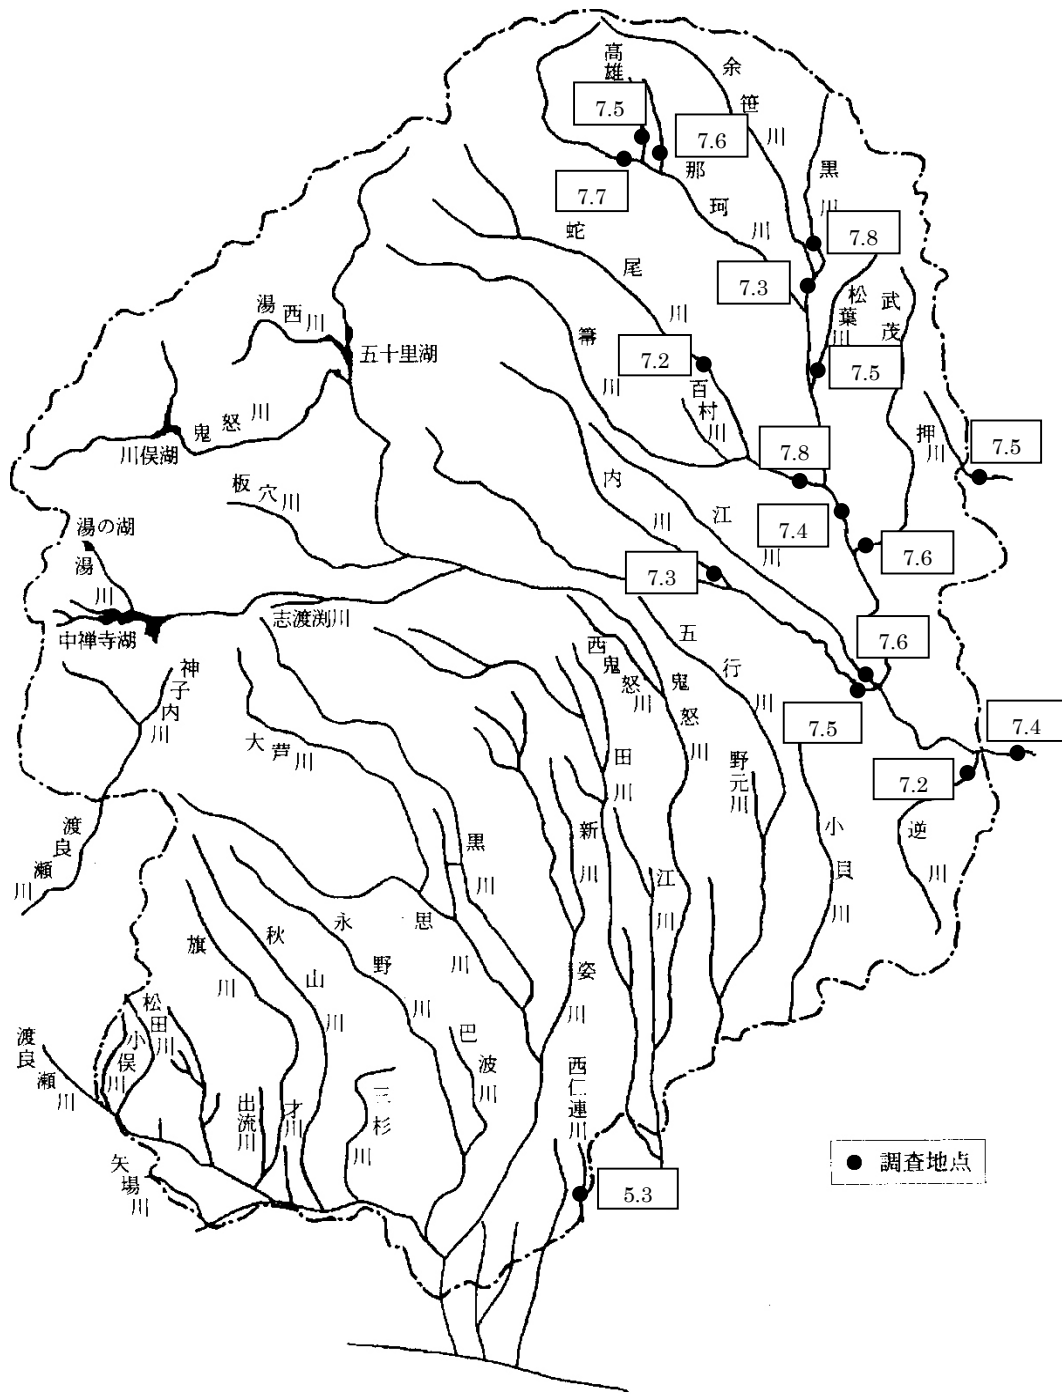 高雄
余笹川
7.5
7.6
那珂川
7.7
黒川
7.8
7.3
蛇尾川
松葉川
武茂
湯西川
五十里湖
箒川
7.2
百村川
7.5
鬼怒川
川俣湖
押川
7.5
7.8
板穴川
内川
江川
7.4
7.6
湯の湖
湯川
7.3
志渡渕川
中禅寺湖
神子内川
西鬼怒川
五行川
鬼怒川
7.6
7.5
7.4
大芦川
田川
野元川
7.2
渡良瀬川
新川
小貝川
逆川
黒川
江川
思川
永野川
秋山川
旗川
姿川
巴波川
松田川
小俣川
渡良瀬川
西仁連川
出流川
才川
三杉川
矢場川
5.3
● 調査地点